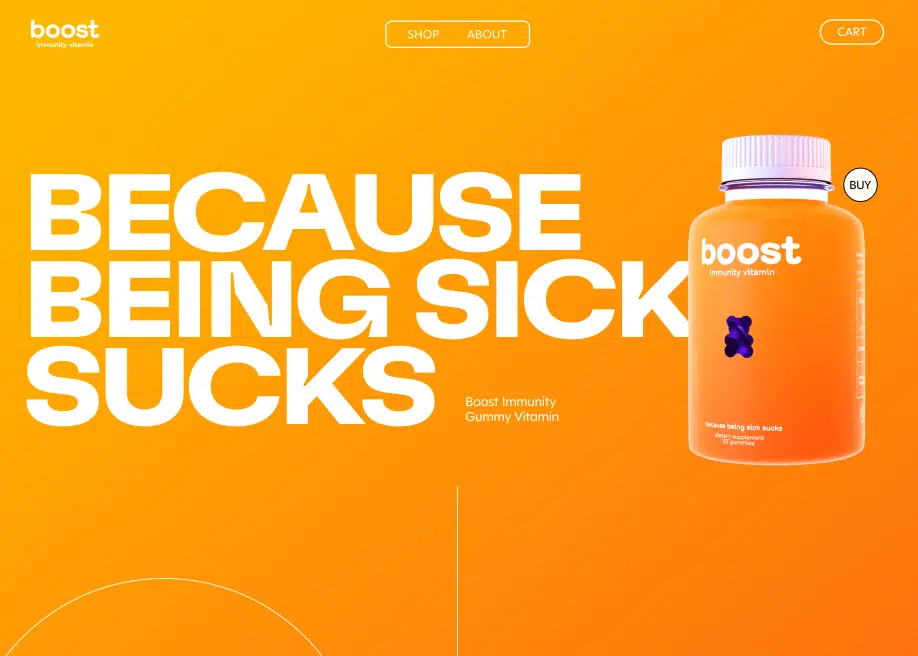 boost
immunity vitamin
SHOP ABOUT
CART
BECAUSE
BEING SICK
SUCKS
Boost Immunity
Gummy Vitamin
BUY
boost
immunity vitamin
because being sick sucks
dietary supplement